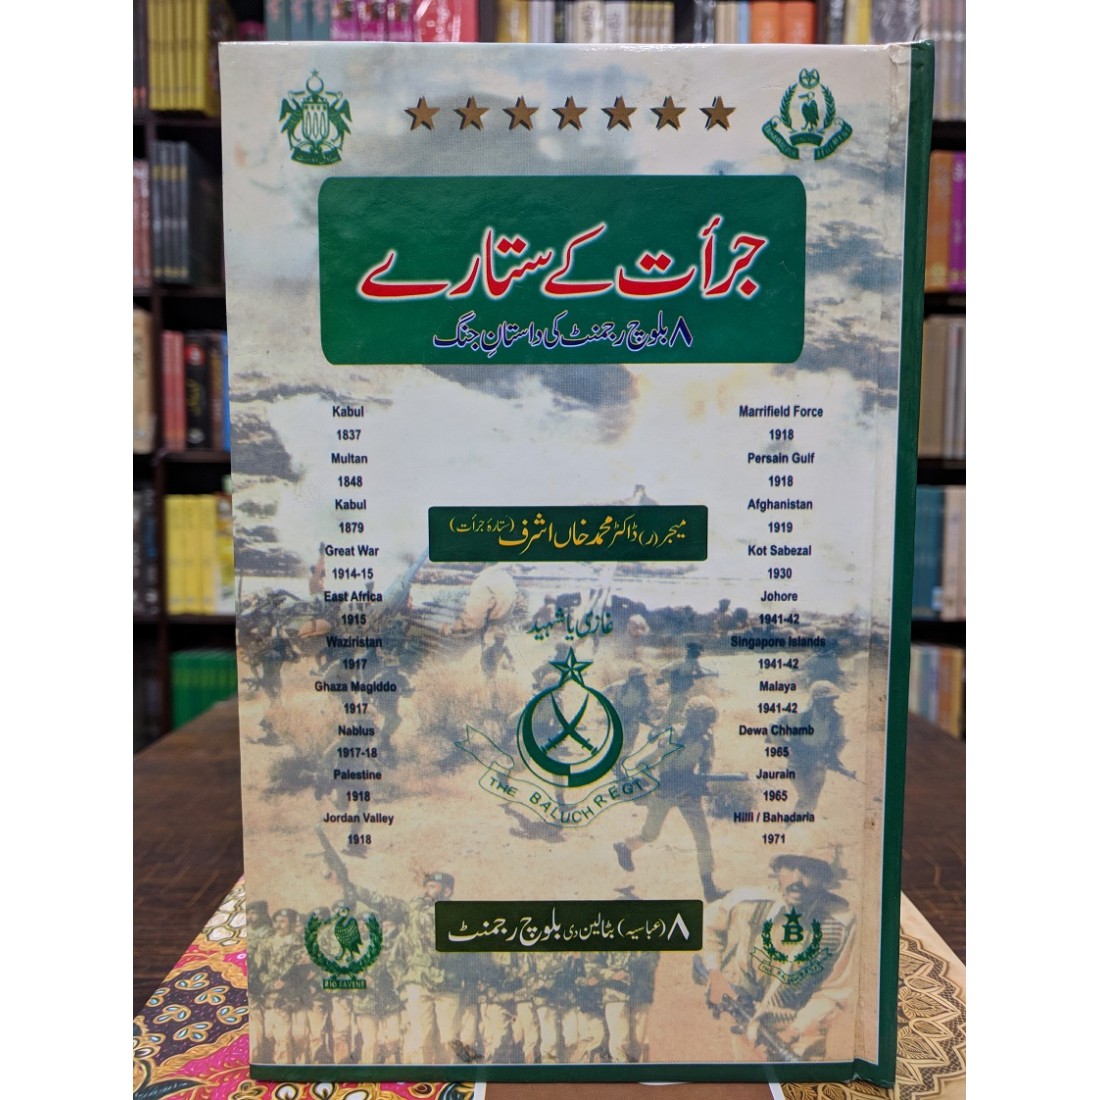 جرأت کے ستارے
۸ بلوچ رجمنٹ کی داستانِ جنگ
Kabul
1837
Multan
1848
Kabul
1879
Great War
1914-15
East Africa
1915
Waziristan
1917
Ghaza Magiddo
1917
Nablus
1917-18
Palestine
1918
Jordan Valley
1918
Marrifield Force
1918
Persain Gulf
1918
Afghanistan
1919
Kot Sabezal
1930
Johore
1941-42
Singapore Islands
1941-42
Malaya
1941-42
Dewa Chhamb
1965
Jaurain
1965
Hilli / Bahadaria
1971
میجر (ر) ڈاکٹر محمد خاں اشرف (ستارۂ جرأت)
غازی یا شہید
THE BALUCH REGT
۸ (عباسیہ) بٹالین دی بلوچ رجمنٹ